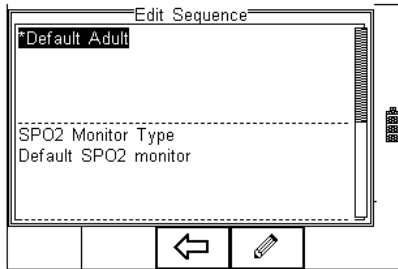 Edit Sequence
*Default Adult
SPO2 Monitor Type
Default SPO2 monitor